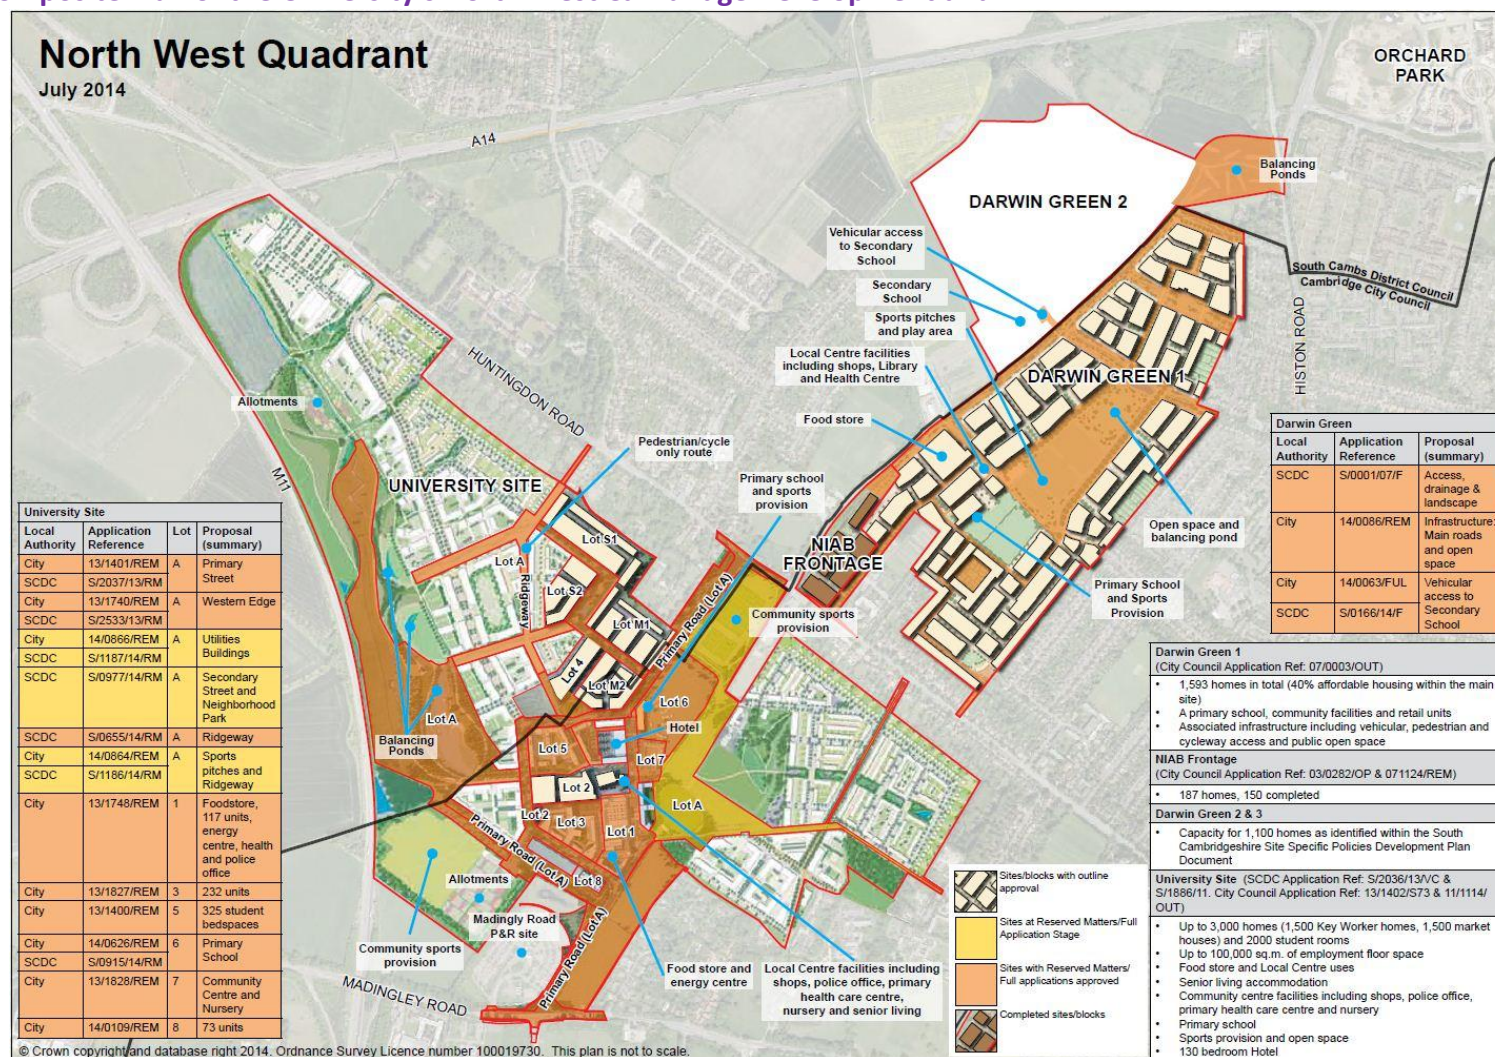 North West Quadrant
July 2014
ORCHARD
PARK
A14
Balancing
Ponds
DARWIN GREEN 2
Vehicular access
to Secondary
School
South Cambs District Council
Cambridge City Council
Secondary
School
Sports pitches
and play area
HISTON ROAD
Local Centre facilities
including shops, Library
and Health Centre
DARWIN GREEN 1
HUNTINGDON ROAD
Allotments
Food store
Pedestrian/cycle
only route
M11
UNIVERSITY SITE
Primary school
and sports
provision
Open space and
balancing pond
NIAB
FRONTAGE
Lot S1
Lot A
Ridgeway
Lot S2
Primary School
and Sports
Provision
Community sports
provision
Lot M1
Primary Road (Lot A)
Lot 4
Lot M2
Lot 6
Lot A
Hotel
Balancing
Ponds
Lot 5
Lot 7
Lot 2
Lot A
Lot 2
Lot 3
Lot 1
Primary Road (Lot A)
Lot 8
Allotments
Madingly Road
P&R site
Community sports
provision
Primary Road (Lot A)
Food store and
energy centre
Local Centre facilities including
shops, police office, primary
health care centre,
nursery and senior living
MADINGLEY ROAD
University Site
Local Authority Application Reference Lot Proposal (summary)
City 13/1401/REM A Primary Street
SCDC S/2037/13/RM
City 13/1740/REM A Western Edge
SCDC S/2533/13/RM
City 14/0866/REM A Utilities Buildings
SCDC S/1187/14/RM
SCDC S/0977/14/RM A Secondary Street and Neighborhood Park
SCDC S/0655/14/RM A Ridgeway
City 14/0864/REM A Sports pitches and Ridgeway
SCDC S/1186/14/RM
City 13/1748/REM 1 Foodstore, 117 units, energy centre, health and police office
City 13/1827/REM 3 232 units
City 13/1400/REM 5 325 student bedspaces
City 14/0626/REM 6 Primary School
SCDC S/0915/14/RM
City 13/1828/REM 7 Community Centre and Nursery
City 14/0109/REM 8 73 units
Darwin Green
Local Authority Application Reference Proposal (summary)
SCDC S/0001/07/F Access, drainage & landscape
City 14/0086/REM Infrastructure: Main roads and open space
City 14/0063/FUL Vehicular access to Secondary School
SCDC S/0166/14/F
Darwin Green 1
(City Council Application Ref: 07/0003/OUT)
• 1,593 homes in total (40% affordable housing within the main
site)
• A primary school, community facilities and retail units
• Associated infrastructure including vehicular, pedestrian and
cycleway access and public open space
NIAB Frontage
(City Council Application Ref: 03/0282/OP & 071124/REM)
• 187 homes, 150 completed
Darwin Green 2 & 3
• Capacity for 1,100 homes as identified within the South
Cambridgeshire Site Specific Policies Development Plan
Document
University Site (SCDC Application Ref: S/2036/13/VC &
S/1886/11. City Council Application Ref: 13/1402/S73 & 11/1114/
OUT)
• Up to 3,000 homes (1,500 Key Worker homes, 1,500 market
houses) and 2000 student rooms
• Up to 100,000 sq.m. of employment floor space
• Food store and Local Centre uses
• Senior living accommodation
• Community centre facilities including shops, police office,
primary health care centre and nursery
• Primary school
• Sports provision and open space
• 130 bedroom Hotel
Sites/blocks with outline
approval
Sites at Reserved Matters/Full
Application Stage
Sites with Reserved Matters/
Full applications approved
Completed sites/blocks
© Crown copyright and database right 2014. Ordnance Survey Licence number 100019730. This plan is not to scale.